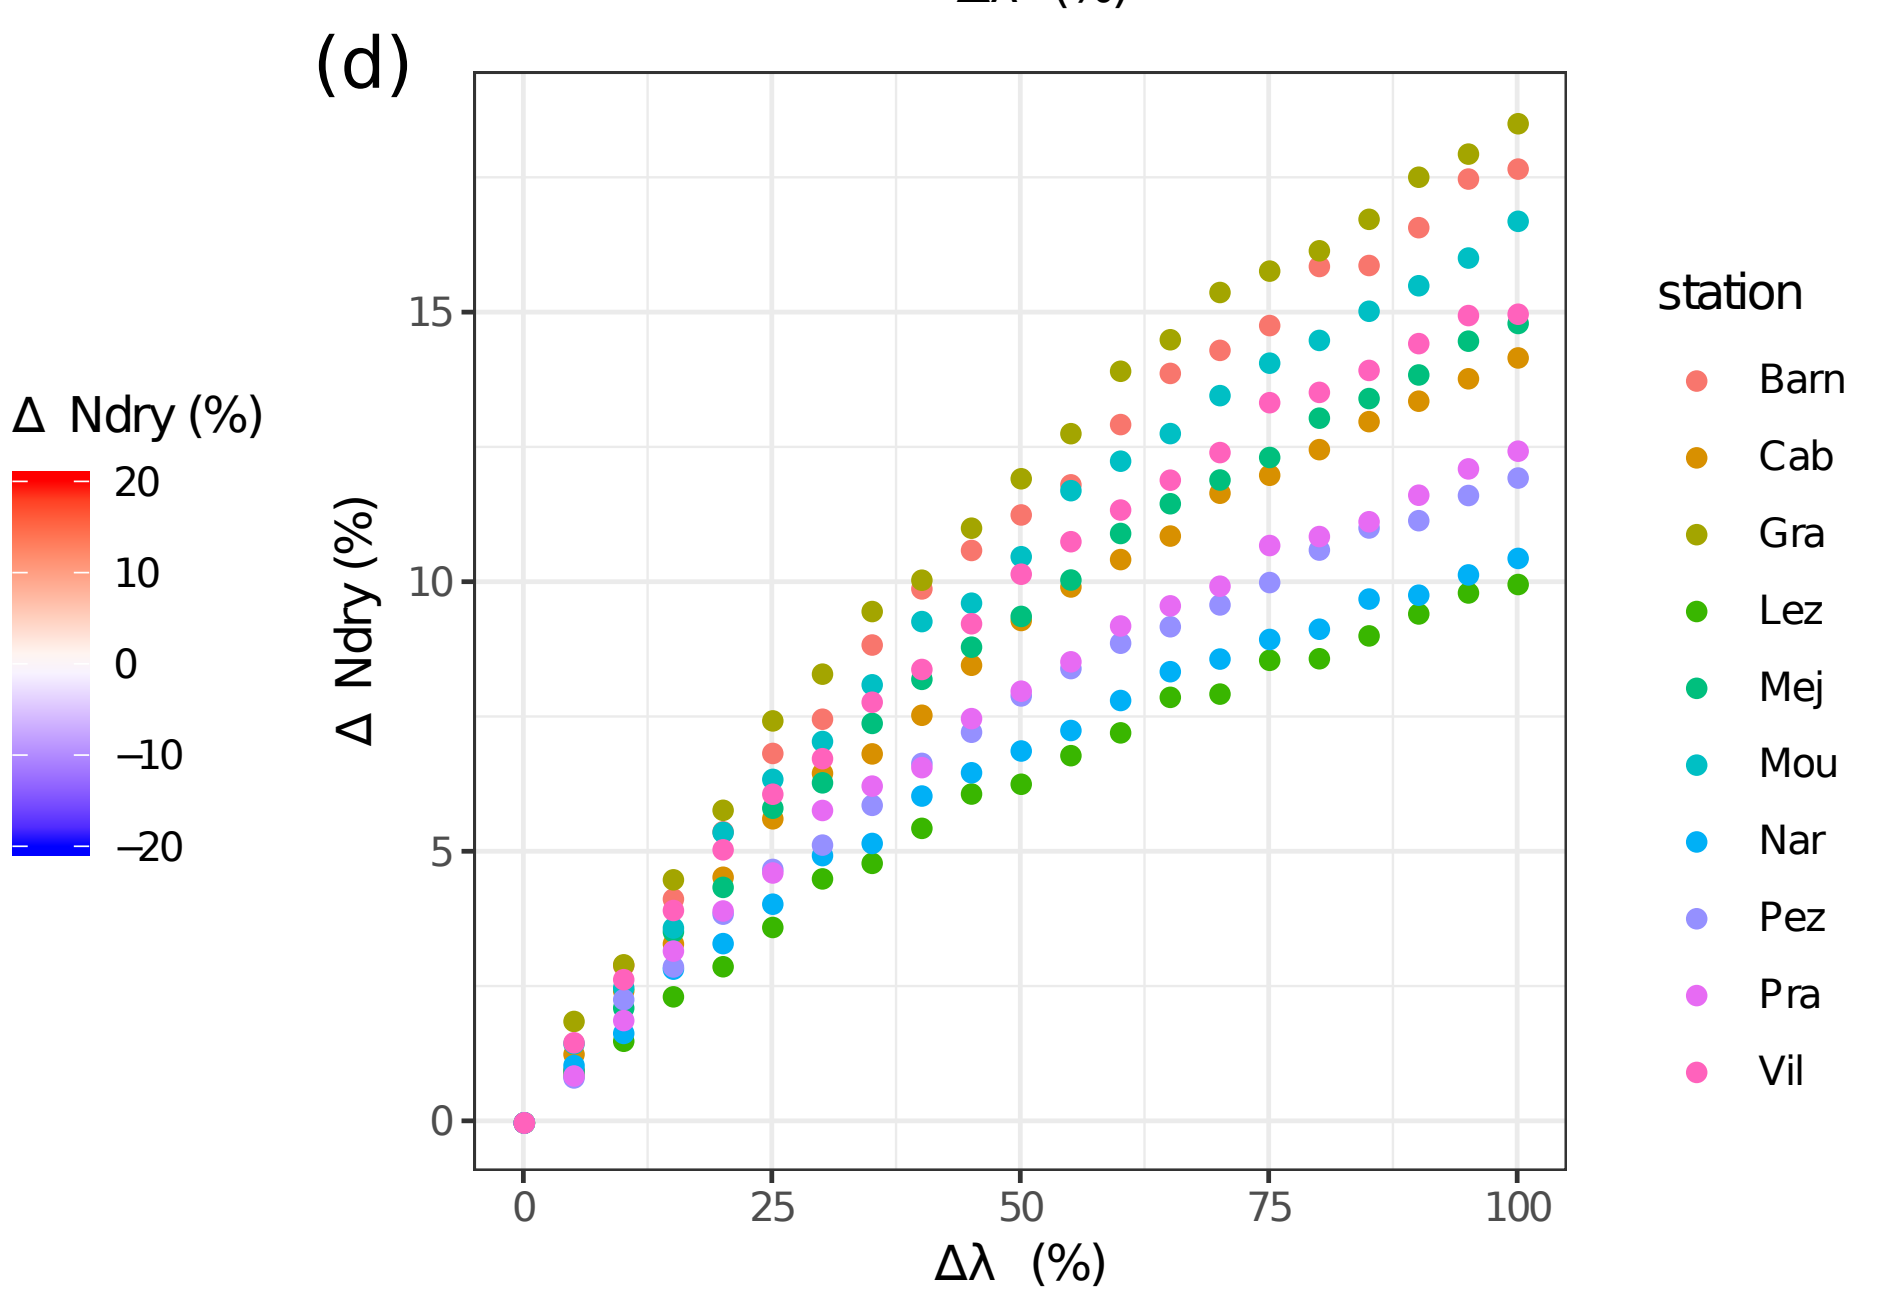 (d)
Δ Ndry (%)
20
10
0
−10
−20
Δ Ndry (%)
15
10
5
0
0 25 50 75 100
Δλ (%)
station
Barn
Cab
Gra
Lez
Mej
Mou
Nar
Pez
Pra
Vil